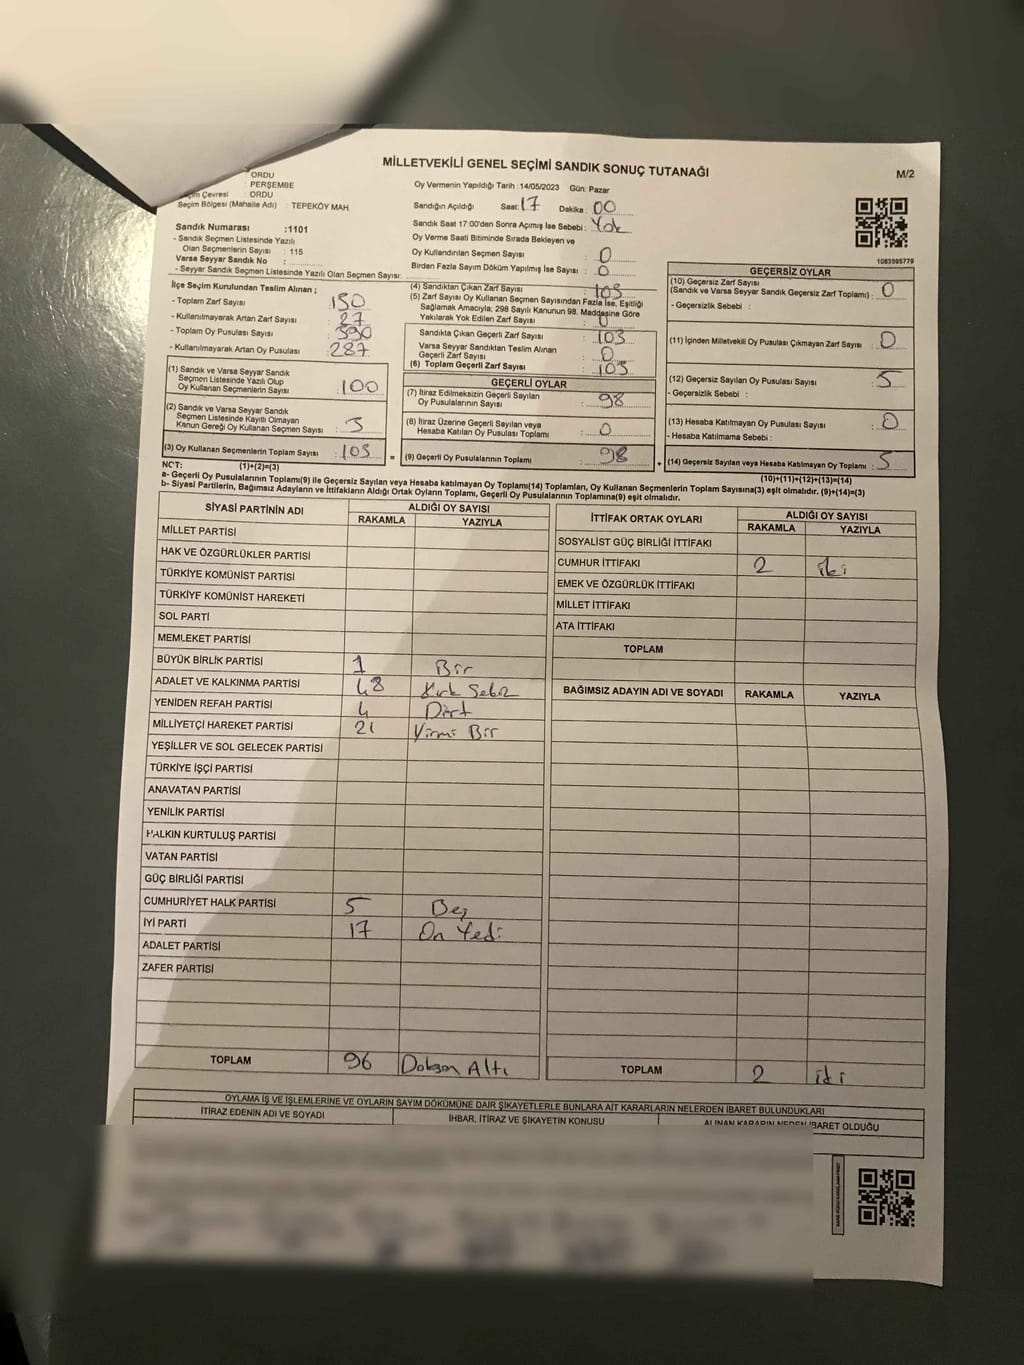 MİLLETVEKİLİ GENEL SEÇİMİ SANDIK SONUÇ TUTANAĞI
M/2
ORDU
: PERŞEMBE
Seçim Çevresi : ORDU
Seçim Bölgesi (Mahalle Adı) : TEPEKÖY MAH.
Oy Vermenin Yapıldığı Tarih :14/05/2023 Gün: Pazar
Sandığın Açıldığı Saat: 17 Dakika : 00
Sandık Saat 17:00'den Sonra Açılmış İse Sebebi : Yok
Oy Verme Saati Bitiminde Sırada Bekleyen ve
Oy Kullandırılan Seçmen Sayısı : 0
Birden Fazla Sayım Döküm Yapılmış İse Sayısı : 0
Sandık Numarası :1101
- Sandık Seçmen Listesinde Yazılı
Olan Seçmenlerin Sayısı : 115
Varsa Seyyar Sandık No :
- Seyyar Sandık Seçmen Listesinde Yazılı Olan Seçmen Sayısı:
1083595779
İlçe Seçim Kurulundan Teslim Alınan ;
- Toplam Zarf Sayısı : 130
- Kullanılmayarak Artan Zarf Sayısı : 27
- Toplam Oy Pusulası Sayısı : 390
- Kullanılmayarak Artan Oy Pusulası : 287
(1) Sandık ve Varsa Seyyar Sandık
Seçmen Listesinde Yazılı Olup
Oy Kullanan Seçmenlerin Sayısı : 100
(2) Sandık ve Varsa Seyyar Sandık
Seçmen Listesinde Kayıtlı Olmayan
Kanun Gereği Oy Kullanan Seçmen Sayısı : 3
(3) Oy Kullanan Seçmenlerin Toplam Sayısı : 103
(4) Sandıktan Çıkan Zarf Sayısı : 103
(5) Zarf Sayısı Oy Kullanan Seçmen Sayısından Fazla İse, Eşitliği
Sağlamak Amacıyla, 298 Sayılı Kanunun 98. Maddesine Göre
Yakılarak Yok Edilen Zarf Sayısı : 0
Sandıkta Çıkan Geçerli Zarf Sayısı : 103
Varsa Seyyar Sandıktan Teslim Alınan
Geçerli Zarf Sayısı : 0
(6) Toplam Geçerli Zarf Sayısı : 103
GEÇERLİ OYLAR
(7) İtiraz Edilmeksizin Geçerli Sayılan
Oy Pusulalarının Sayısı : 98
(8) İtiraz Üzerine Geçerli Sayılan veya
Hesaba Katılan Oy Pusulası Toplamı : 0
= (9) Geçerli Oy Pusulalarının Toplamı : 98
GEÇERSİZ OYLAR
(10) Geçersiz Zarf Sayısı
(Sandık ve Varsa Seyyar Sandık Geçersiz Zarf Toplamı) : 0
- Geçersizlik Sebebi :
(11) İçinden Milletvekili Oy Pusulası Çıkmayan Zarf Sayısı : 0
(12) Geçersiz Sayılan Oy Pusulası Sayısı : 5
- Geçersizlik Sebebi :
(13) Hesaba Katılmayan Oy Pusulası Sayısı : 0
- Hesaba Katılmama Sebebi :
+ (14) Geçersiz Sayılan veya Hesaba Katılmayan Oy Toplamı : 5
NOT: (1)+(2)=(3) (10)+(11)+(12)+(13)=(14)
a- Geçerli Oy Pusulalarının Toplamı(9) ile Geçersiz Sayılan veya Hesaba Katılmayan Oy Toplamı(14) Toplamları, Oy Kullanan Seçmenlerin Toplam Sayısına(3) eşit olmalıdır. (9)+(14)=(3)
b- Siyasi Partilerin, Bağımsız Adayların ve İttifakların Aldığı Ortak Oyların Toplamı, Geçerli Oy Pusulalarının Toplamına(9) eşit olmalıdır.
SİYASİ PARTİNİN ADI ALDIĞI OY SAYISI
RAKAMLA YAZIYLA
MİLLET PARTİSİ
HAK VE ÖZGÜRLÜKLER PARTİSİ
TÜRKİYE KOMÜNİST PARTİSİ
TÜRKİYE KOMÜNİST HAREKETİ
SOL PARTİ
MEMLEKET PARTİSİ
BÜYÜK BİRLİK PARTİSİ 1 Bir
ADALET VE KALKINMA PARTİSİ 48 Kırk Sekiz
YENİDEN REFAH PARTİSİ 4 Dört
MİLLİYETÇİ HAREKET PARTİSİ 21 Yirmi Bir
YEŞİLLER VE SOL GELECEK PARTİSİ
TÜRKİYE İŞÇİ PARTİSİ
ANAVATAN PARTİSİ
YENİLİK PARTİSİ
HALKIN KURTULUŞ PARTİSİ
VATAN PARTİSİ
GÜÇ BİRLİĞİ PARTİSİ
CUMHURİYET HALK PARTİSİ 5 Beş
İYİ PARTİ 17 On Yedi
ADALET PARTİSİ
ZAFER PARTİSİ
TOPLAM 96 Doksan Altı
İTTİFAK ORTAK OYLARI ALDIĞI OY SAYISI
RAKAMLA YAZIYLA
SOSYALİST GÜÇ BİRLİĞİ İTTİFAKI
CUMHUR İTTİFAKI 2 iki
EMEK VE ÖZGÜRLÜK İTTİFAKI
MİLLET İTTİFAKI
ATA İTTİFAKI
TOPLAM
BAĞIMSIZ ADAYIN ADI VE SOYADI RAKAMLA YAZIYLA
TOPLAM 2 iki
OYLAMA İŞ VE İŞLEMLERİNE VE OYLARIN SAYIM DÖKÜMÜNE DAİR ŞİKAYETLERLE BUNLARA AİT KARARLARIN NELERDEN İBARET BULUNDUKLARI
İTİRAZ EDENİN ADI VE SOYADI İHBAR, İTİRAZ VE ŞİKAYETİN KONUSU ALINAN KARARIN NEDEN İBARET OLDUĞU